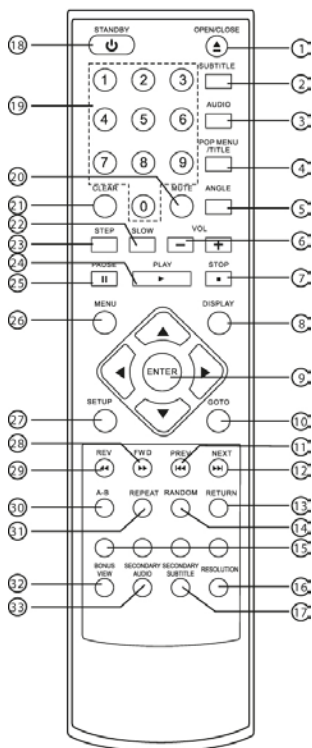 STANDBY OPEN/CLOSE
18 1
SUBTITLE
19 1 2 3 2
AUDIO
4 5 6 3
POP MENU
/TITLE
20 7 8 9 4
CLEAR MUTE ANGLE
21 0 5
22 STEP SLOW VOL
23 6
24 PAUSE PLAY STOP
25 7
26 MENU DISPLAY 8
ENTER 9
27 SETUP GOTO 10
28 REV FWD PREV NEXT 11
29 12
30 A-B REPEAT RANDOM RETURN 13
31 14
15
32 BONUS VIEW SECONDARY AUDIO SECONDARY SUBTITLE RESOLUTION 16
33 17